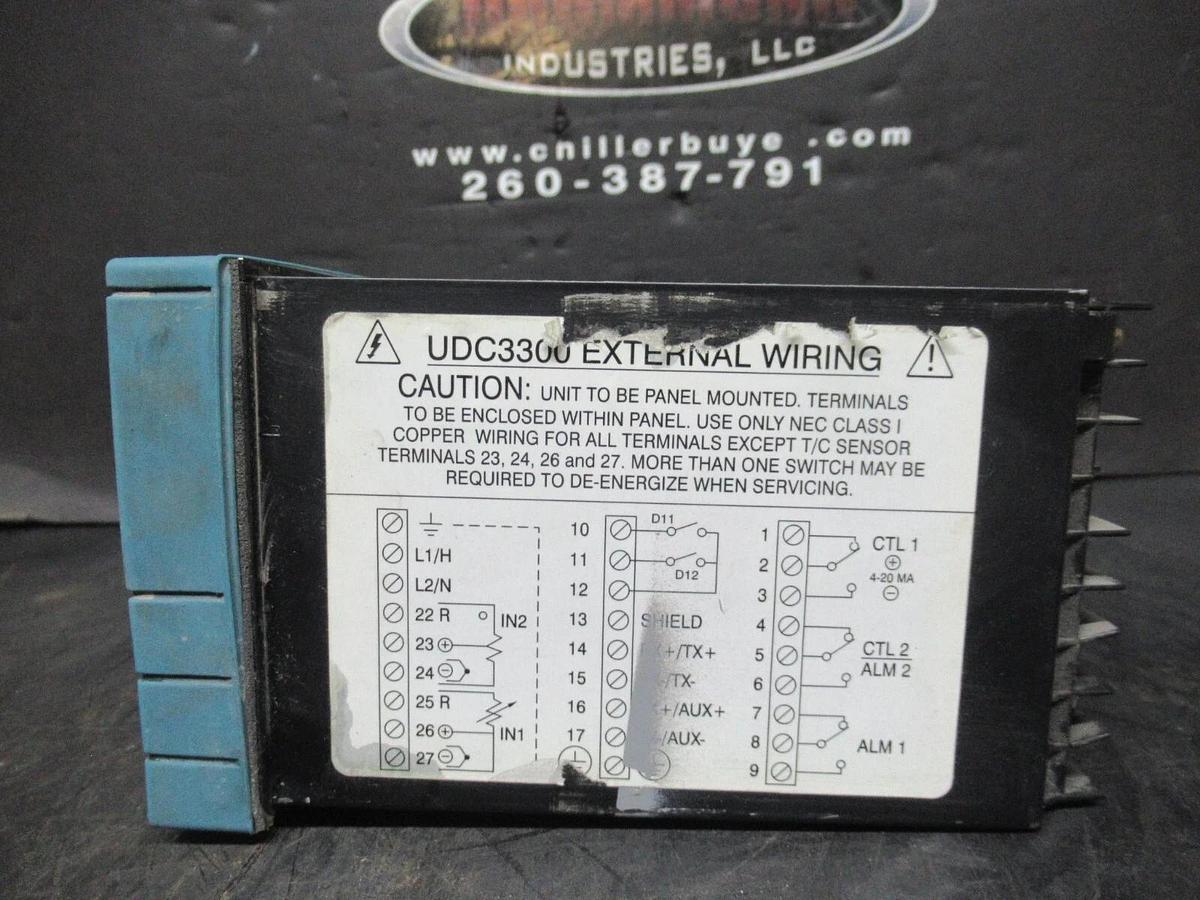 INDUSTRIES, LLC
www.cnillerbuye .com
260-387-791
UDC3300 EXTERNAL WIRING
CAUTION: UNIT TO BE PANEL MOUNTED. TERMINALS
TO BE ENCLOSED WITHIN PANEL. USE ONLY NEC CLASS I
COPPER WIRING FOR ALL TERMINALS EXCEPT T/C SENSOR
TERMINALS 23, 24, 26 and 27. MORE THAN ONE SWITCH MAY BE
REQUIRED TO DE-ENERGIZE WHEN SERVICING.
L1/H
L2/N
22 R IN2
23 +
24 -
25 R
26 + IN1
27 -
10 D11
11 D12
12
13 SHIELD
14 +/TX+
15 /TX-
16 +/AUX+
17 /AUX-
1 CTL 1
2 +
4-20 MA
3 -
4
5 CTL 2
ALM 2
6
7
8 ALM 1
9